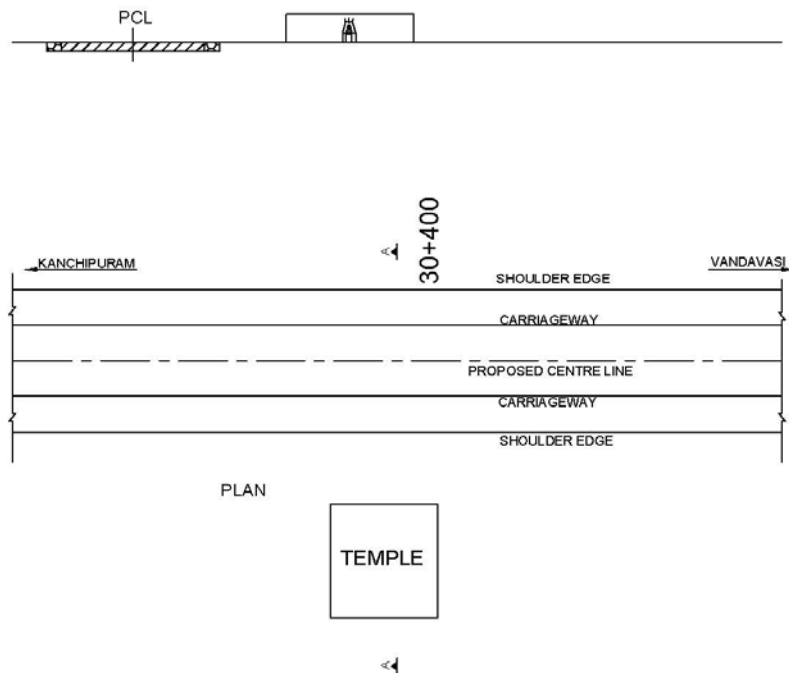 PCL
A
30+400
KANCHIPURAM
VANDAVASI
SHOULDER EDGE
CARRIAGEWAY
PROPOSED CENTRE LINE
CARRIAGEWAY
SHOULDER EDGE
PLAN
TEMPLE
A